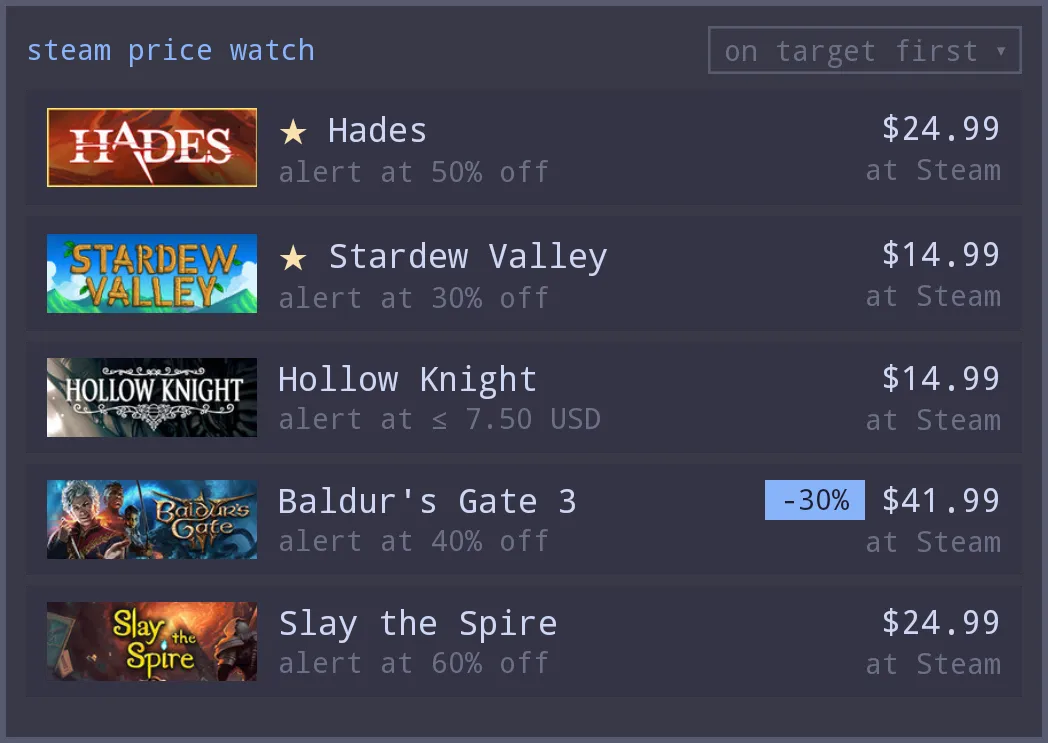 steam price watch
on target first ▾
HADES
★ Hades
alert at 50% off
$24.99
at Steam
STARDEW
VALLEY
★ Stardew Valley
alert at 30% off
$14.99
at Steam
HOLLOW KNIGHT
Hollow Knight
alert at ≤ 7.50 USD
$14.99
at Steam
BALDUR'S
GATE
Baldur's Gate 3
alert at 40% off
-30% $41.99
at Steam
Slay the
Spire
Slay the Spire
alert at 60% off
$24.99
at Steam